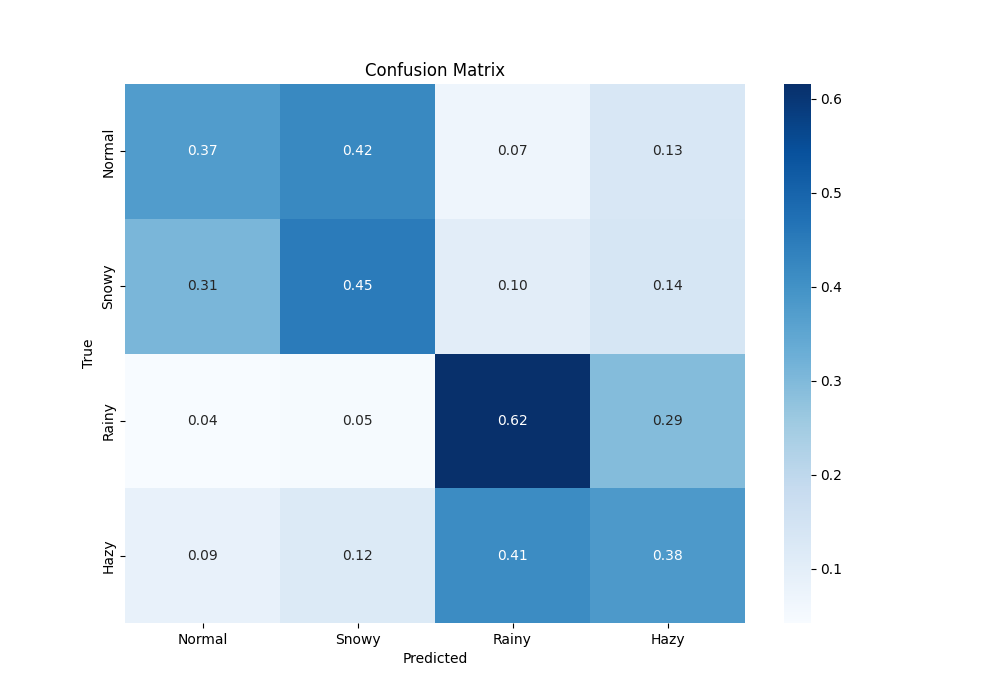 Confusion Matrix
True
Normal 0.37 0.42 0.07 0.13
Snowy 0.31 0.45 0.10 0.14
Rainy 0.04 0.05 0.62 0.29
Hazy 0.09 0.12 0.41 0.38
Normal Snowy Rainy Hazy
Predicted
0.6
0.5
0.4
0.3
0.2
0.1